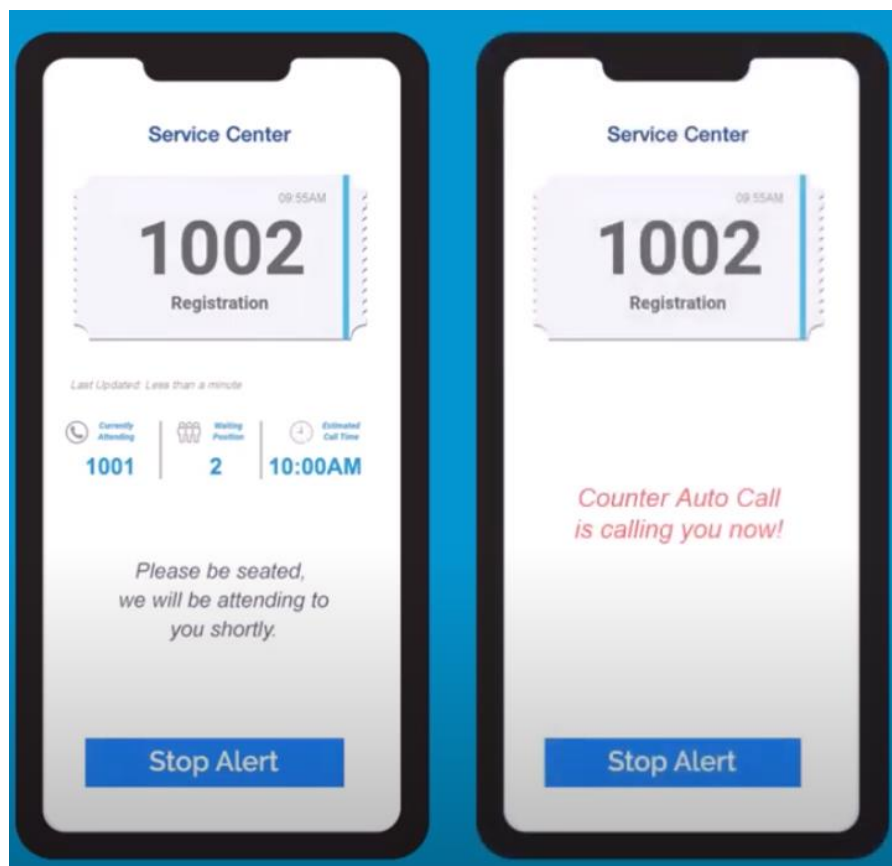 Service Center
09:55AM
1002
Registration
Last Updated: Less than a minute
Currently
Attending
1001
Waiting
Position
2
Estimated
Call Time
10:00AM
Please be seated,
we will be attending to
you shortly.
Stop Alert
Service Center
09:55AM
1002
Registration
Counter Auto Call
is calling you now!
Stop Alert